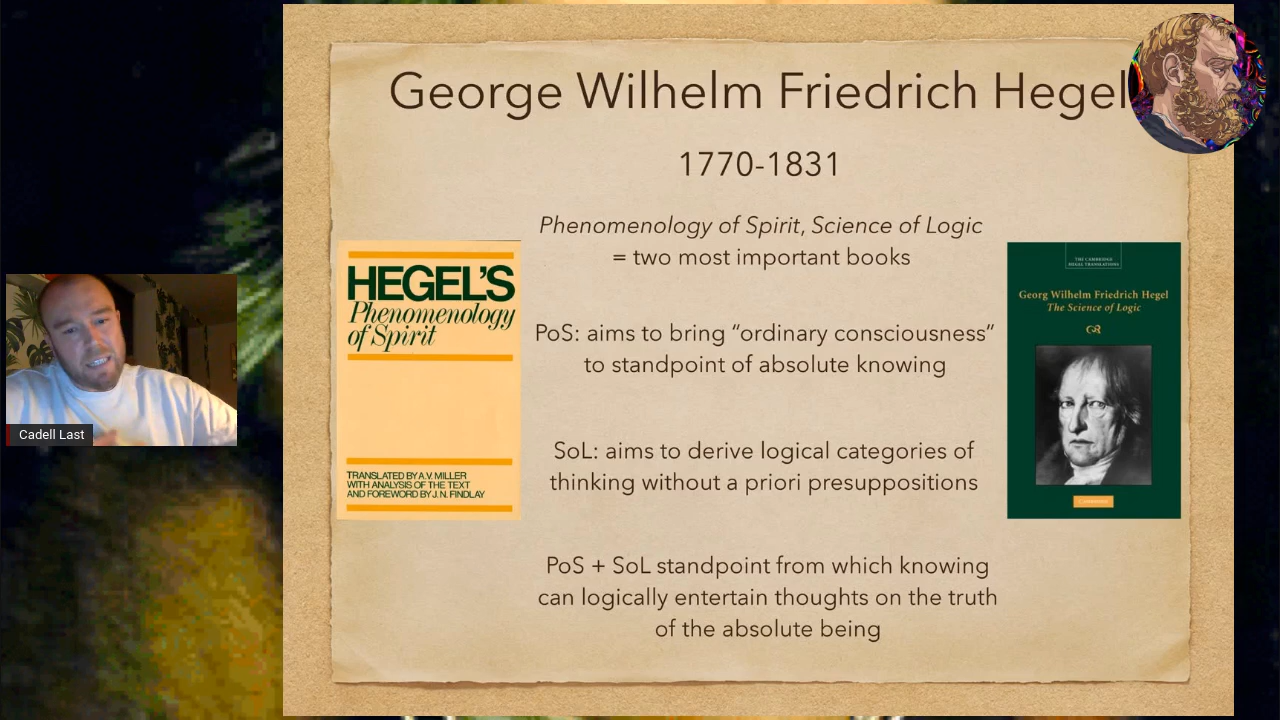 George Wilhelm Friedrich Hegel
1770-1831
Phenomenology of Spirit, Science of Logic
= two most important books
PoS: aims to bring “ordinary consciousness”
to standpoint of absolute knowing
SoL: aims to derive logical categories of
thinking without a priori presuppositions
PoS + SoL standpoint from which knowing
can logically entertain thoughts on the truth
of the absolute being
HEGEL'S
Phenomenology
of Spirit
TRANSLATED BY A.V. MILLER
WITH ANALYSIS OF THE TEXT
AND FOREWORD BY J. N. FINDLAY
THE CAMBRIDGE
HEGEL TRANSLATIONS
Georg Wilhelm Friedrich Hegel
The Science of Logic
Cadell Last